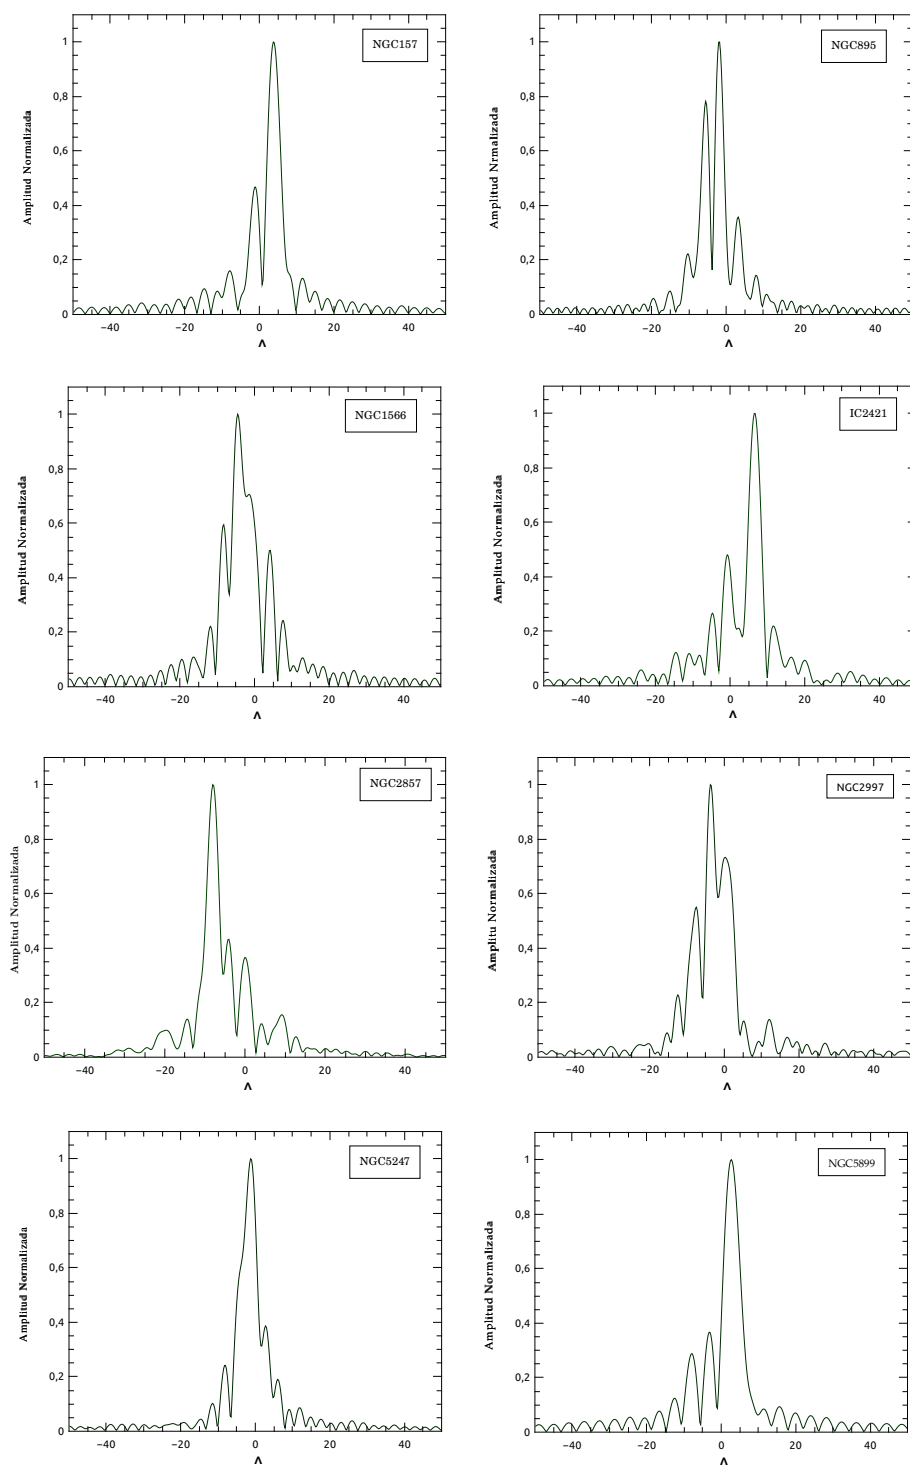 NGC157
Amplitud Normalizada
1
0,8
0,6
0,4
0,2
0
−40 −20 0 20 40
Λ
NGC895
Amplitud Nrmalizada
1
0,8
0,6
0,4
0,2
0
−40 −20 0 20 40
Λ
NGC1566
Amplitud Normalizada
1
0,8
0,6
0,4
0,2
0
−40 −20 0 20 40
Λ
IC2421
Amplitud Normalizada
1
0,8
0,6
0,4
0,2
0
−40 −20 0 20 40
Λ
NGC2857
Amplitud Normalizada
1
0,8
0,6
0,4
0,2
0
−40 −20 0 20 40
Λ
NGC2997
Amplitu Normalizada
1
0,8
0,6
0,4
0,2
0
−40 −20 0 20 40
Λ
NGC5247
Amplitud Normalizada
1
0,8
0,6
0,4
0,2
0
−40 −20 0 20 40
Λ
NGC5899
Amplitud Normalizada
1
0,8
0,6
0,4
0,2
0
−40 −20 0 20 40
Λ